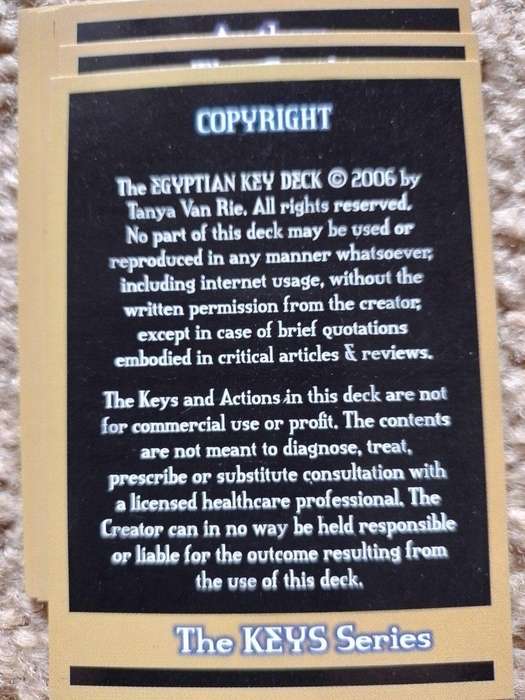 COPYRIGHT
The EGYPTIAN KEY DECK © 2006 by
Tanya Van Rie. All rights reserved.
No part of this deck may be used or
reproduced in any manner whatsoever,
including internet usage, without the
written permission from the creator,
except in case of brief quotations
embodied in critical articles & reviews.
The Keys and Actions in this deck are not
for commercial use or profit. The contents
are not meant to diagnose, treat,
prescribe or substitute consultation with
a licensed healthcare professional. The
Creator can in no way be held responsible
or liable for the outcome resulting from
the use of this deck.
The KEYS Series